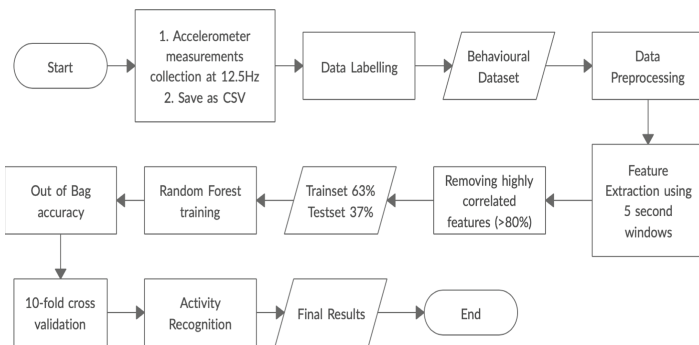 Start
1. Accelerometer
measurements
collection at 12.5Hz
2. Save as CSV
Data Labelling
Behavioural
Dataset
Data
Preprocessing
Feature
Extraction using
5 second
windows
Removing highly
correlated
features (>80%)
Trainset 63%
Testset 37%
Random Forest
training
Out of Bag
accuracy
10-fold cross
validation
Activity
Recognition
Final Results
End